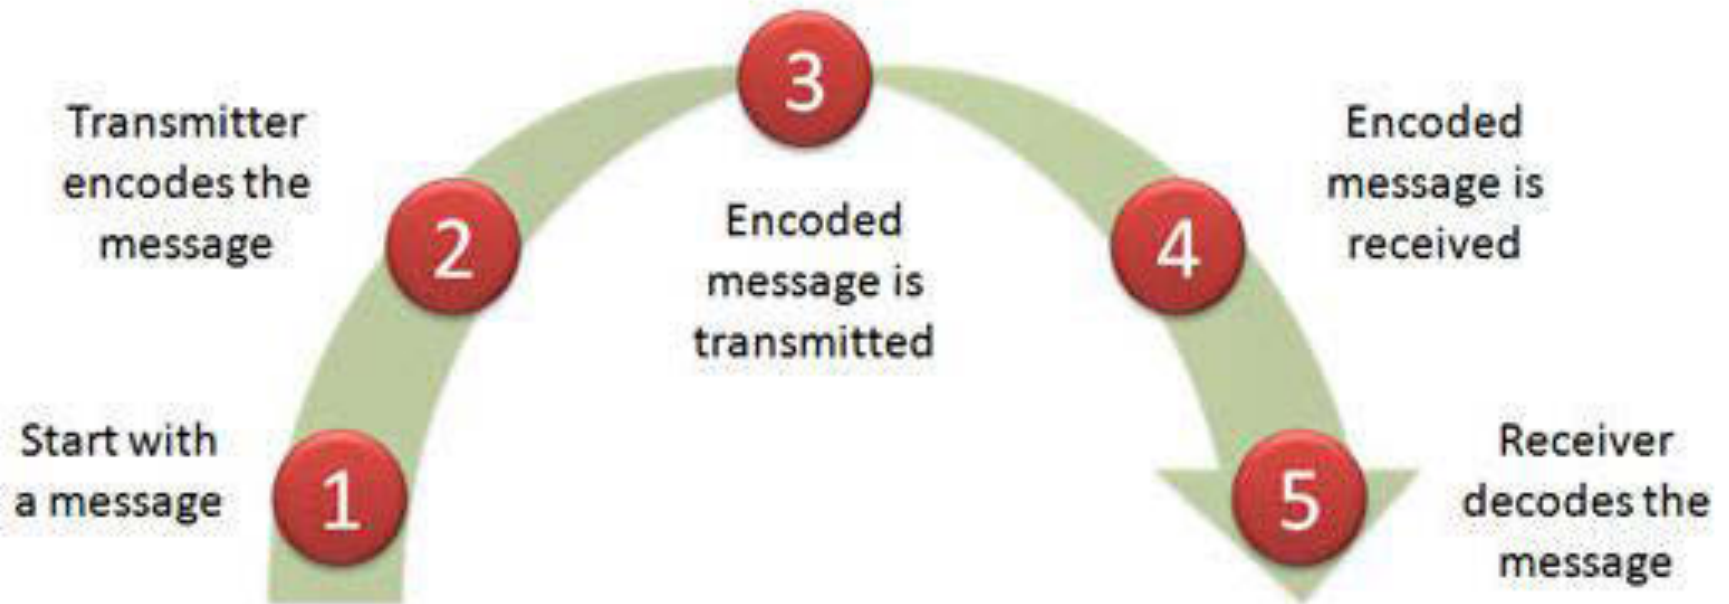 1
Start with
a message
2
Transmitter
encodes the
message
3
Encoded
message is
transmitted
4
Encoded
message is
received
5
Receiver
decodes the
message